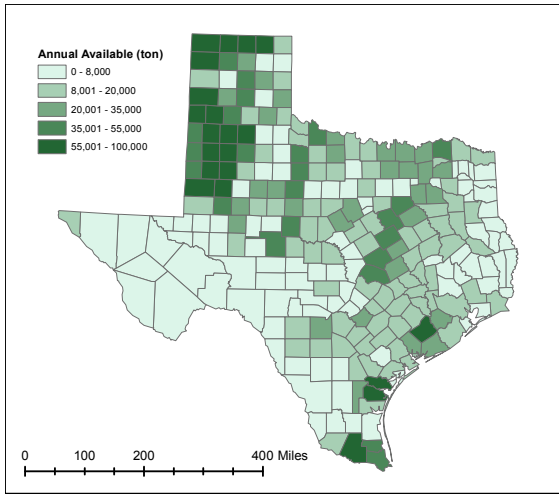 Annual Available (ton)
0 - 8,000
8,001 - 20,000
20,001 - 35,000
35,001 - 55,000
55,001 - 100,000
0 100 200 400 Miles